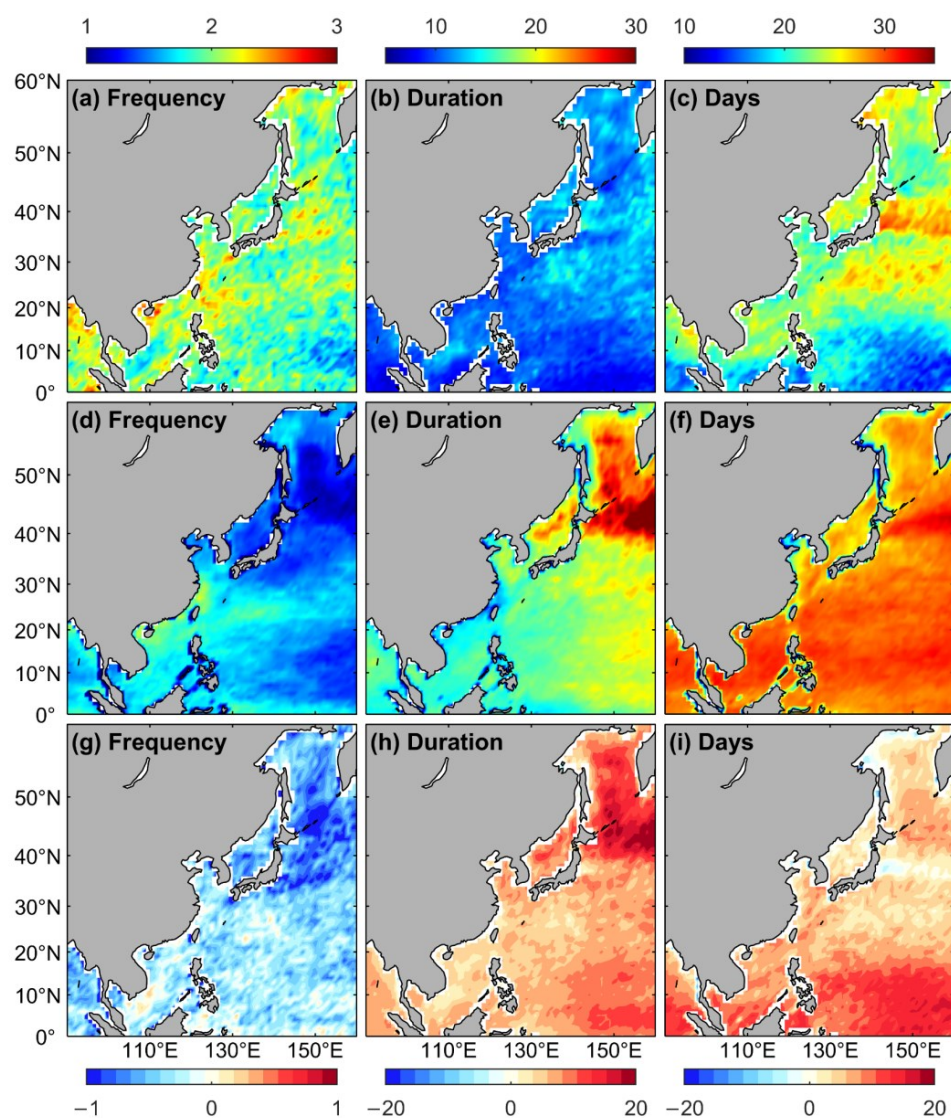 1 2 3 10 20 30 10 20 30
60°N (a) Frequency (b) Duration (c) Days
50°N
40°N
30°N
20°N
10°N
0°
(d) Frequency (e) Duration (f) Days
50°N
40°N
30°N
20°N
10°N
0°
(g) Frequency (h) Duration (i) Days
50°N
40°N
30°N
20°N
10°N
0°
110°E 130°E 150°E 110°E 130°E 150°E 110°E 130°E 150°E
−1 0 1 −20 0 20 −20 0 20